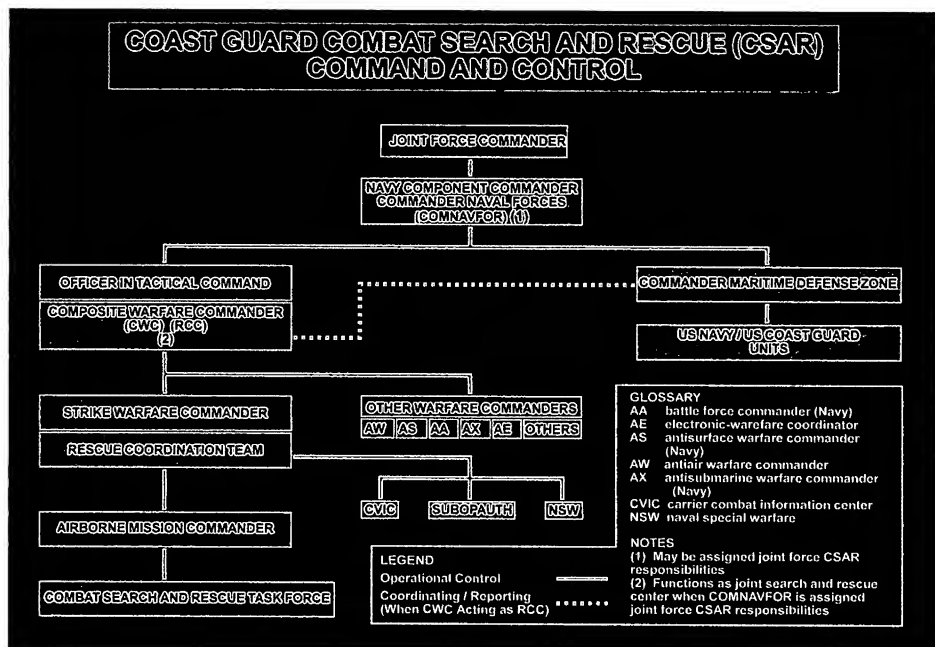 COAST GUARD COMBAT SEARCH AND RESCUE (CSAR)
COMMAND AND CONTROL
JOINT FORCE COMMANDER
NAVY COMPONENT COMMANDER
COMMANDER NAVAL FORCES
(COMNAVFOR) (1)
OFFICER IN TACTICAL COMMAND
COMPOSITE WARFARE COMMANDER
(CWC) (RCC)
(2)
COMMANDER MARITIME DEFENSE ZONE
US NAVY / US COAST GUARD
UNITS
STRIKE WARFARE COMMANDER
RESCUE COORDINATION TEAM
OTHER WARFARE COMMANDERS
AW AS AA AX AE OTHERS
CVIC SUBOPAUTH NSW
AIRBORNE MISSION COMMANDER
COMBAT SEARCH AND RESCUE TASK FORCE
LEGEND
Operational Control
Coordinating / Reporting
(When CWC Acting as RCC)
GLOSSARY
AA battle force commander (Navy)
AE electronic-warefare coordinator
AS antisurface warfare commander
(Navy)
AW antiair warfare commander
AX antisubmarine warfare commander
(Navy)
CVIC carrier combat information center
NSW naval special warfare
NOTES
(1) May be assigned joint force CSAR
responsibilities
(2) Functions as joint search and rescue
center when COMNAVFOR is assigned
joint force CSAR responsibilities